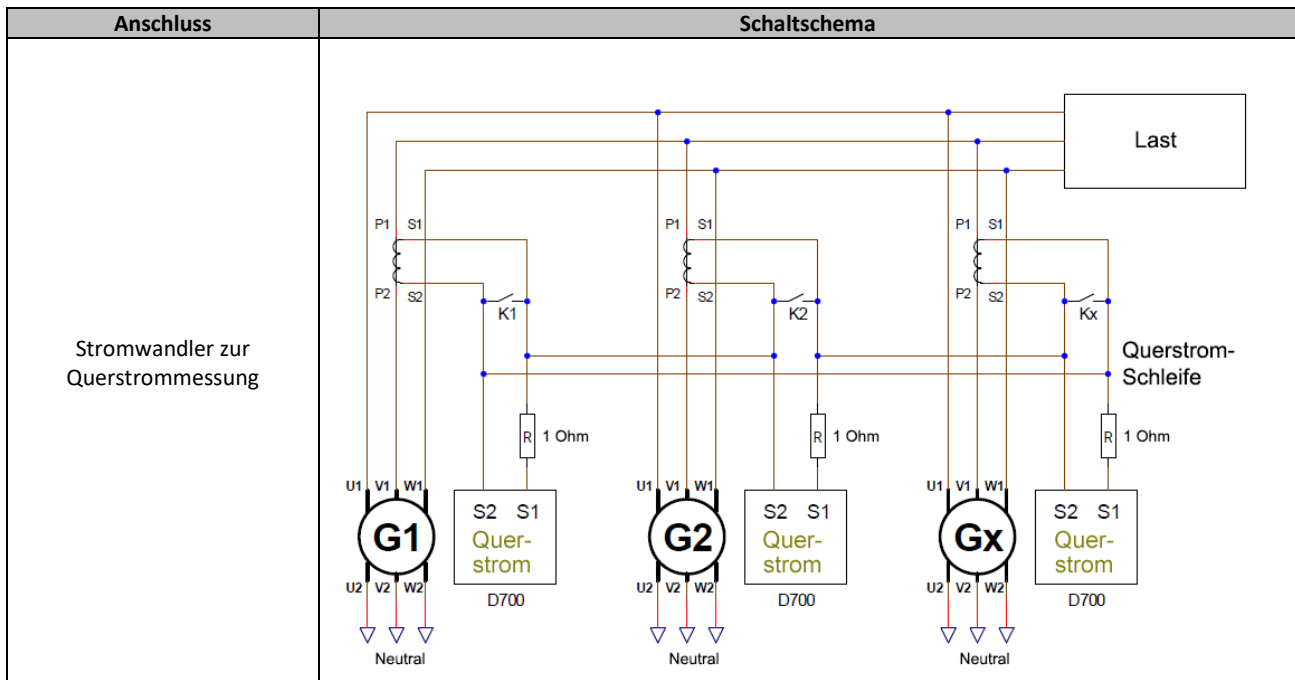 Anschluss
Schaltschema
Stromwandler zur
Querstrommessung
Last
P1 S1
P2 S2
K1
P1 S1
P2 S2
K2
P1 S1
P2 S2
Kx
Querstrom-
Schleife
R 1 Ohm
R 1 Ohm
R 1 Ohm
U1 V1 W1
G1
U2 V2 W2
Neutral
S2 S1
Quer-
strom
D700
U1 V1 W1
G2
U2 V2 W2
Neutral
S2 S1
Quer-
strom
D700
U1 V1 W1
Gx
U2 V2 W2
Neutral
S2 S1
Quer-
strom
D700